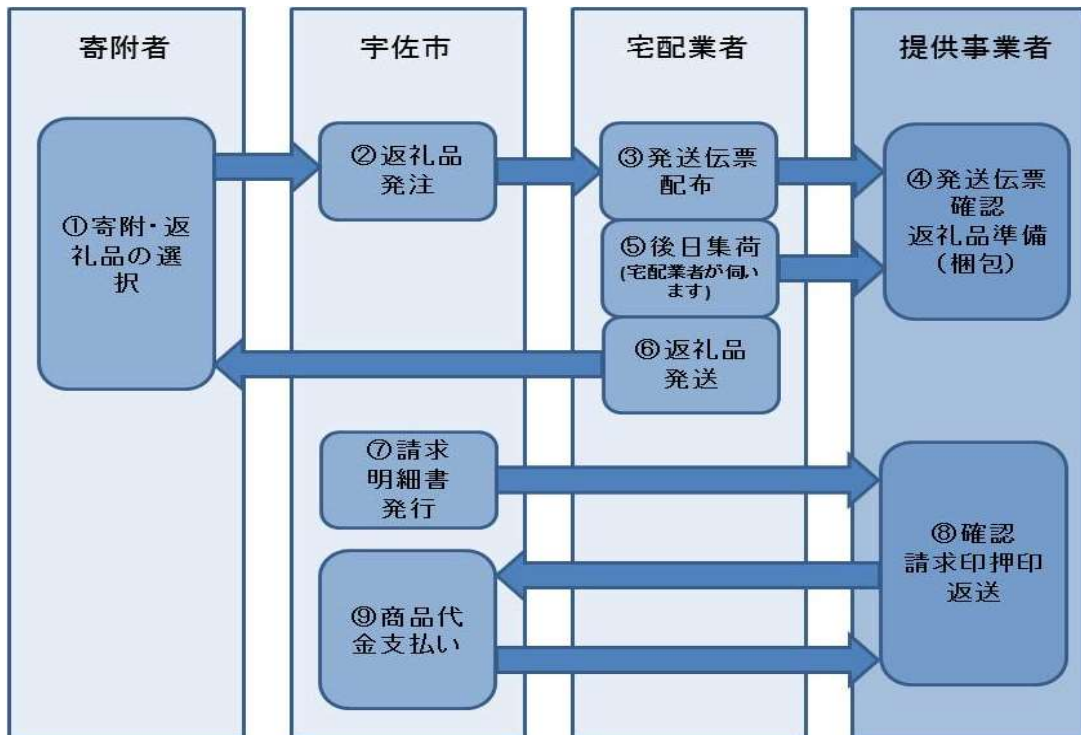 寄附者
宇佐市
宅配業者
提供事業者
①寄附・返
礼品の選
択
②返礼品
発注
③発送伝票
配布
④発送伝票
確認
返礼品準備
(梱包)
⑤後日集荷
(宅配業者が伺い
ます)
⑥返礼品
発送
⑦請求
明細書
発行
⑧確認
請求印押印
返送
⑨商品代
金支払い